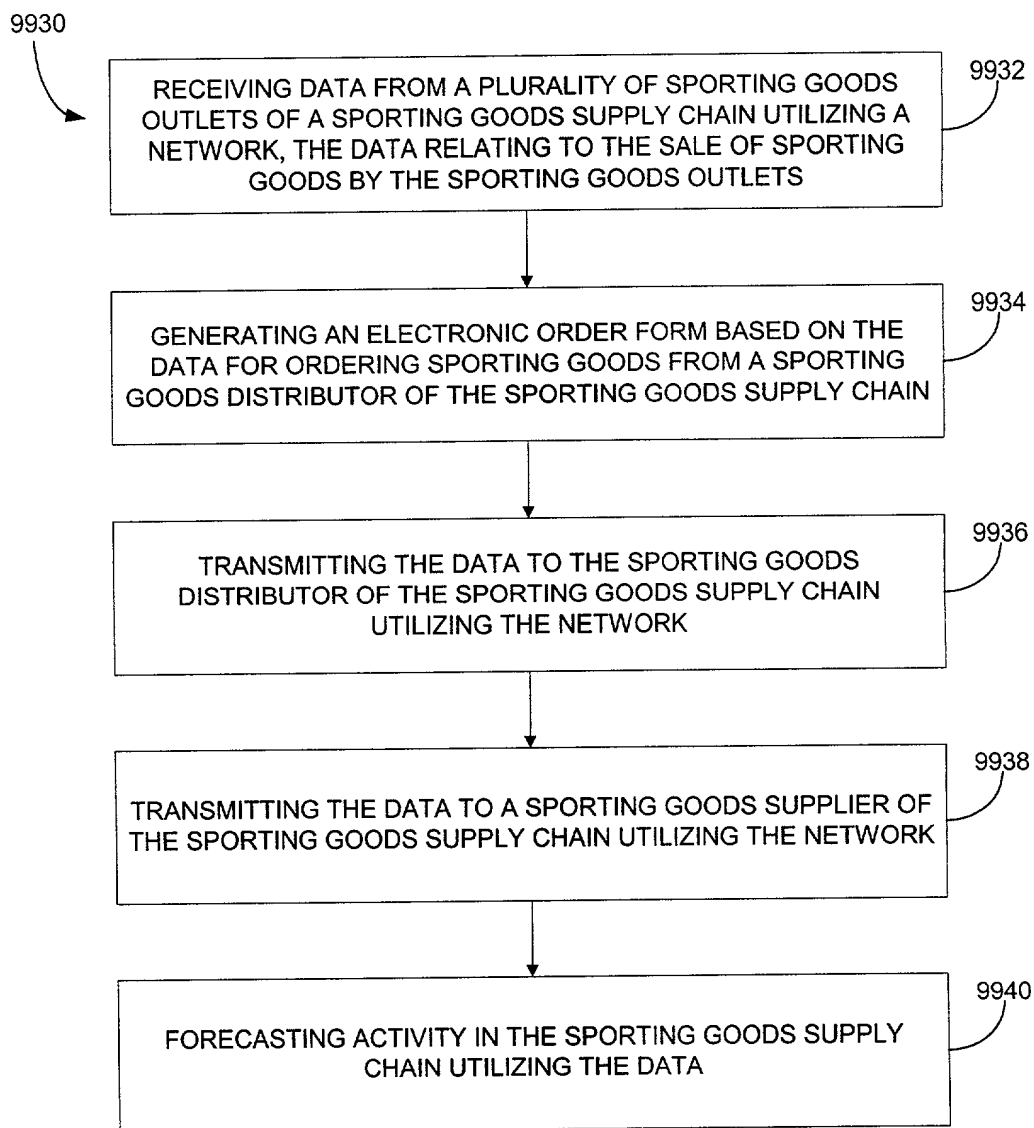 9930
9932
RECEIVING DATA FROM A PLURALITY OF SPORTING GOODS
OUTLETS OF A SPORTING GOODS SUPPLY CHAIN UTILIZING A
NETWORK, THE DATA RELATING TO THE SALE OF SPORTING
GOODS BY THE SPORTING GOODS OUTLETS
9934
GENERATING AN ELECTRONIC ORDER FORM BASED ON THE
DATA FOR ORDERING SPORTING GOODS FROM A SPORTING
GOODS DISTRIBUTOR OF THE SPORTING GOODS SUPPLY CHAIN
9936
TRANSMITTING THE DATA TO THE SPORTING GOODS
DISTRIBUTOR OF THE SPORTING GOODS SUPPLY CHAIN
UTILIZING THE NETWORK
9938
TRANSMITTING THE DATA TO A SPORTING GOODS SUPPLIER OF
THE SPORTING GOODS SUPPLY CHAIN UTILIZING THE NETWORK
9940
FORECASTING ACTIVITY IN THE SPORTING GOODS SUPPLY
CHAIN UTILIZING THE DATA